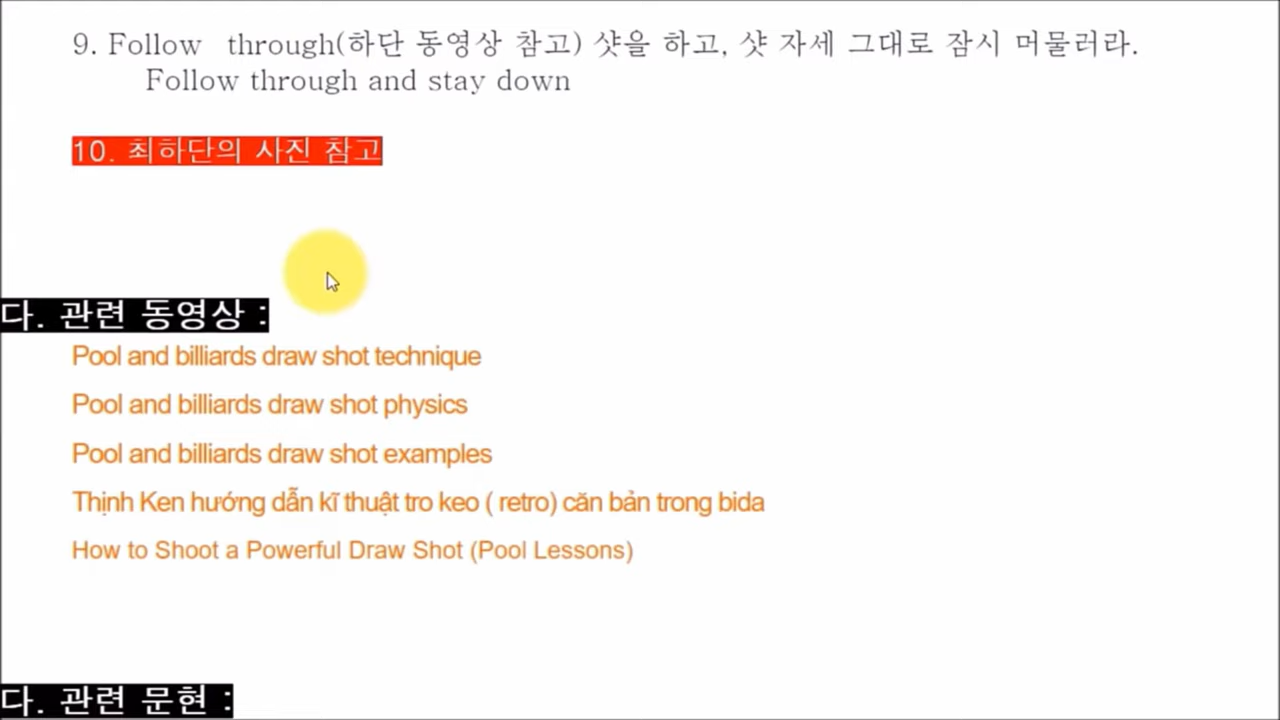 9. Follow through(하단 동영상 참고) 샷을 하고, 샷 자세 그대로 잠시 머물러라.
Follow through and stay down
10. 최하단의 사진 참고
다. 관련 동영상 :
Pool and billiards draw shot technique
Pool and billiards draw shot physics
Pool and billiards draw shot examples
Thịnh Ken hướng dẫn kĩ thuật tro keo ( retro) căn bản trong bida
How to Shoot a Powerful Draw Shot (Pool Lessons)
다. 관련 문현 :